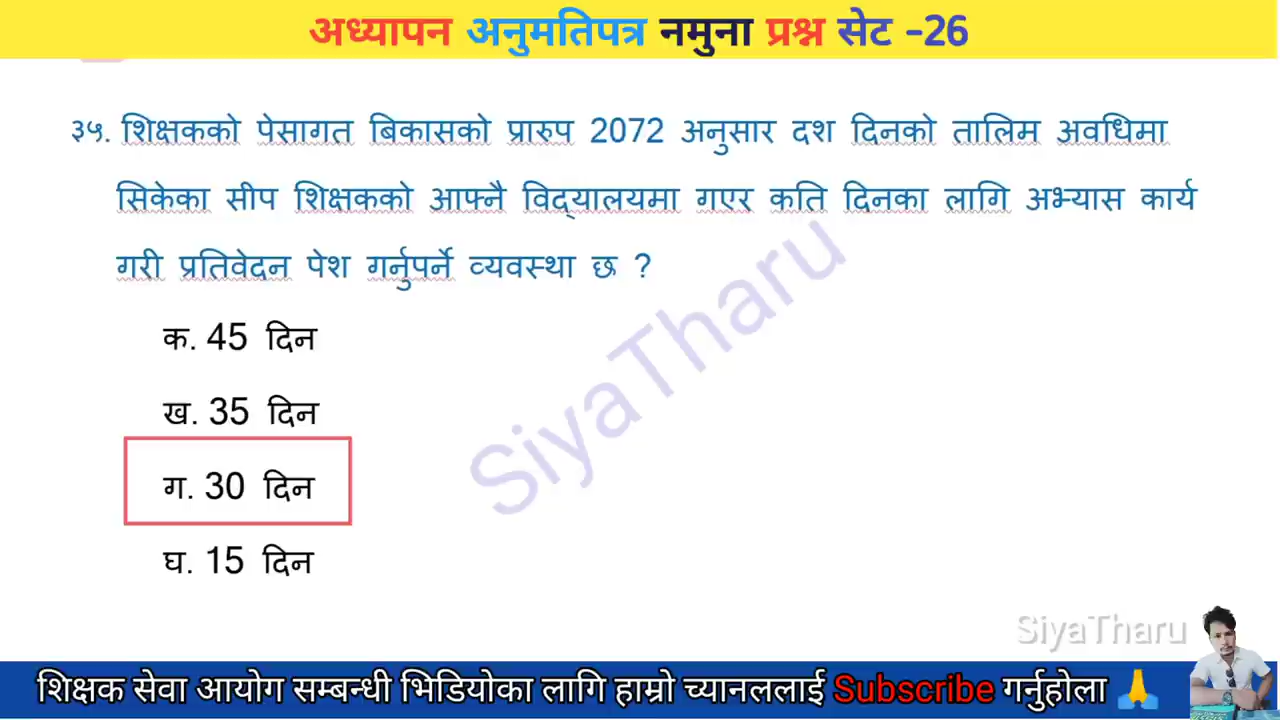 अध्यापन अनुमतिपत्र नमुना प्रश्न सेट -26
३५. शिक्षकको पेसागत बिकासको प्रारुप 2072 अनुसार दश दिनको तालिम अवधिमा
सिकेका सीप शिक्षकको आफ्नै विद्यालयमा गएर कति दिनका लागि अभ्यास कार्य
गरी प्रतिवेदन पेश गर्नुपर्ने व्यवस्था छ ?
क. 45 दिन
ख. 35 दिन
ग. 30 दिन
घ. 15 दिन
SiyaTharu
SiyaTharu
शिक्षक सेवा आयोग सम्बन्धी भिडियोका लागि हाम्रो च्यानललाई Subscribe गर्नुहोला 🙏